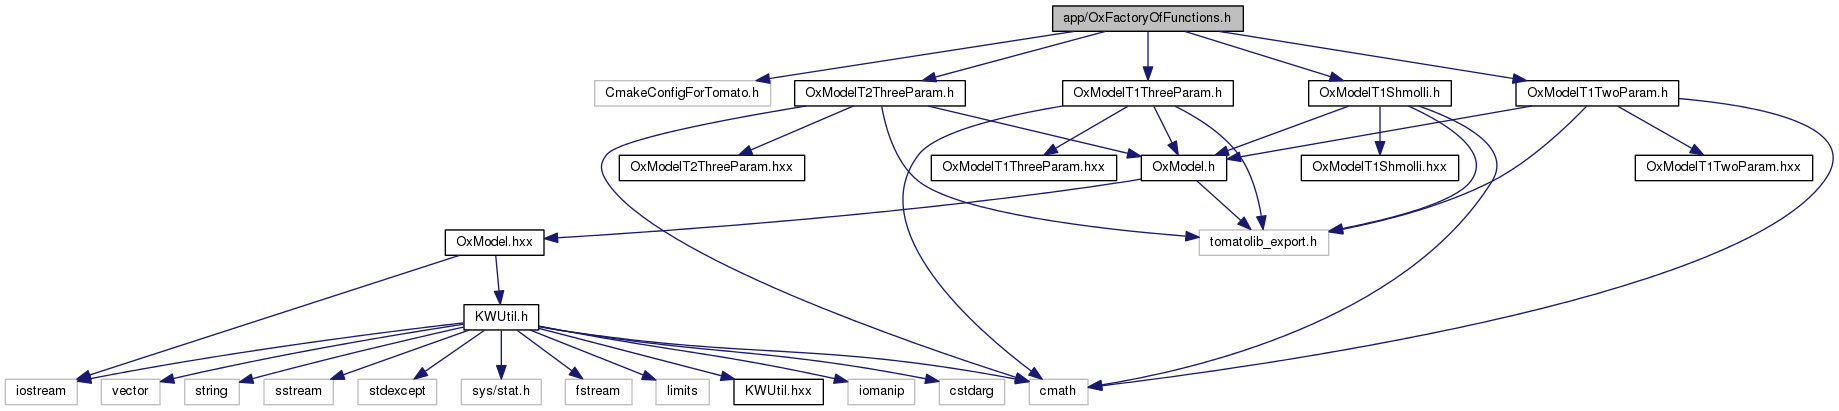 app/OxFactoryOfFunctions.h
CmakeConfigForTomato.h
OxModelT2ThreeParam.h
OxModelT1ThreeParam.h
OxModelT1Shmolli.h
OxModelT1TwoParam.h
OxModelT2ThreeParam.hxx
OxModelT1ThreeParam.hxx
OxModel.h
OxModelT1Shmolli.hxx
OxModelT1TwoParam.hxx
OxModel.hxx
tomatolib_export.h
KWUtil.h
iostream
vector
string
sstream
stdexcept
sys/stat.h
fstream
limits
KWUtil.hxx
iomanip
cstdarg
cmath